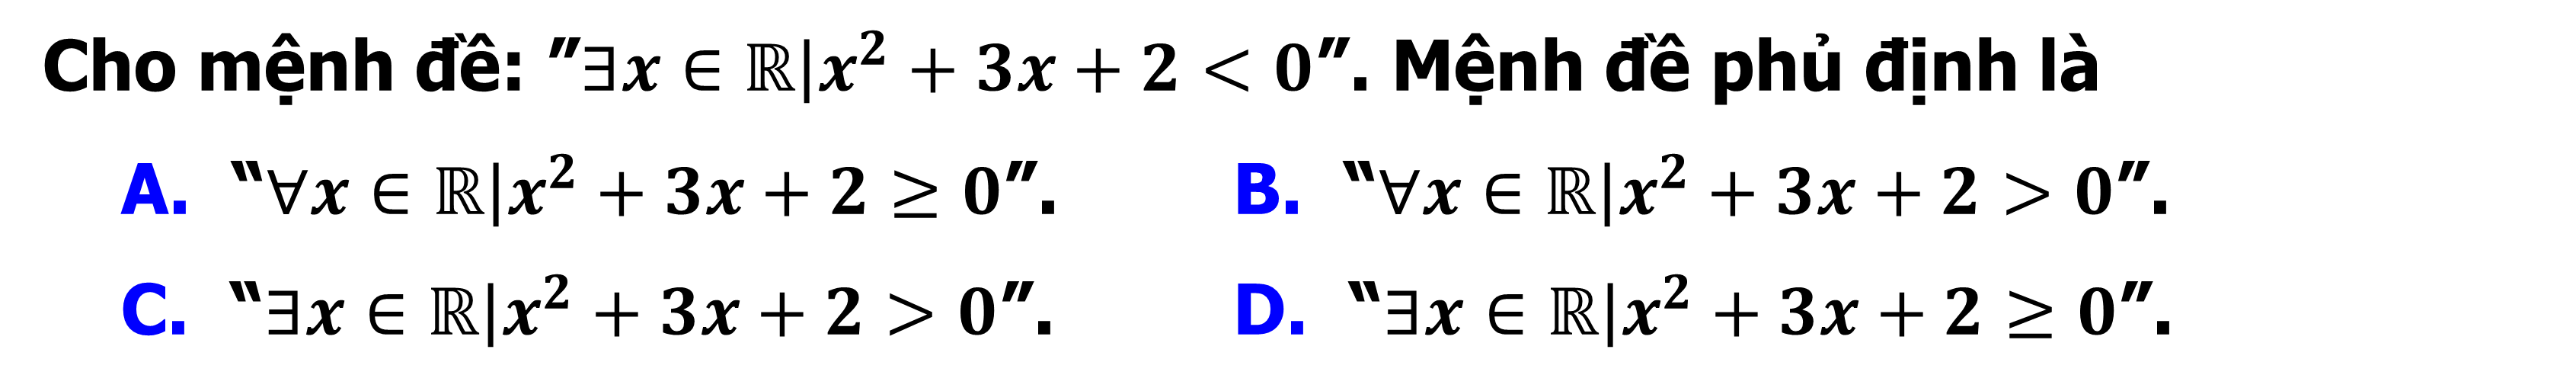 Cho mệnh đề: "∃x ∈ ℝ|x² + 3x + 2 < 0". Mệnh đề phủ định là
A. "∀x ∈ ℝ|x² + 3x + 2 ≥ 0". B. "∀x ∈ ℝ|x² + 3x + 2 > 0".
C. "∃x ∈ ℝ|x² + 3x + 2 > 0". D. "∃x ∈ ℝ|x² + 3x + 2 ≥ 0".